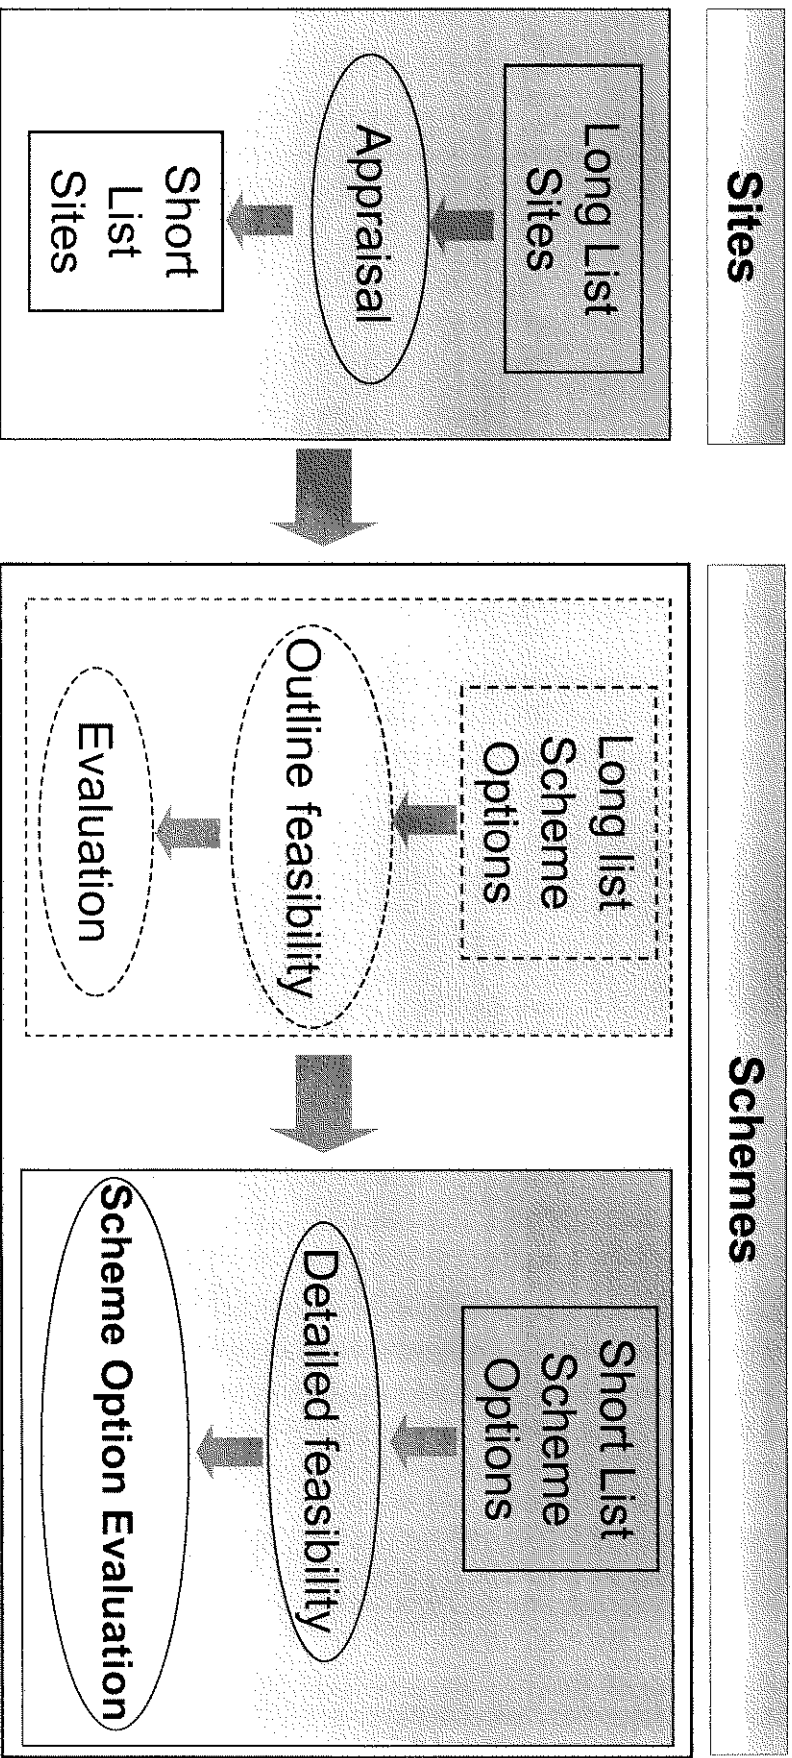 Sites
Long List
Sites
Appraisal
Short
List
Sites
Schemes
Long list
Scheme
Options
Outline feasibility
Evaluation
Short List
Scheme
Options
Detailed feasibility
Scheme Option Evaluation